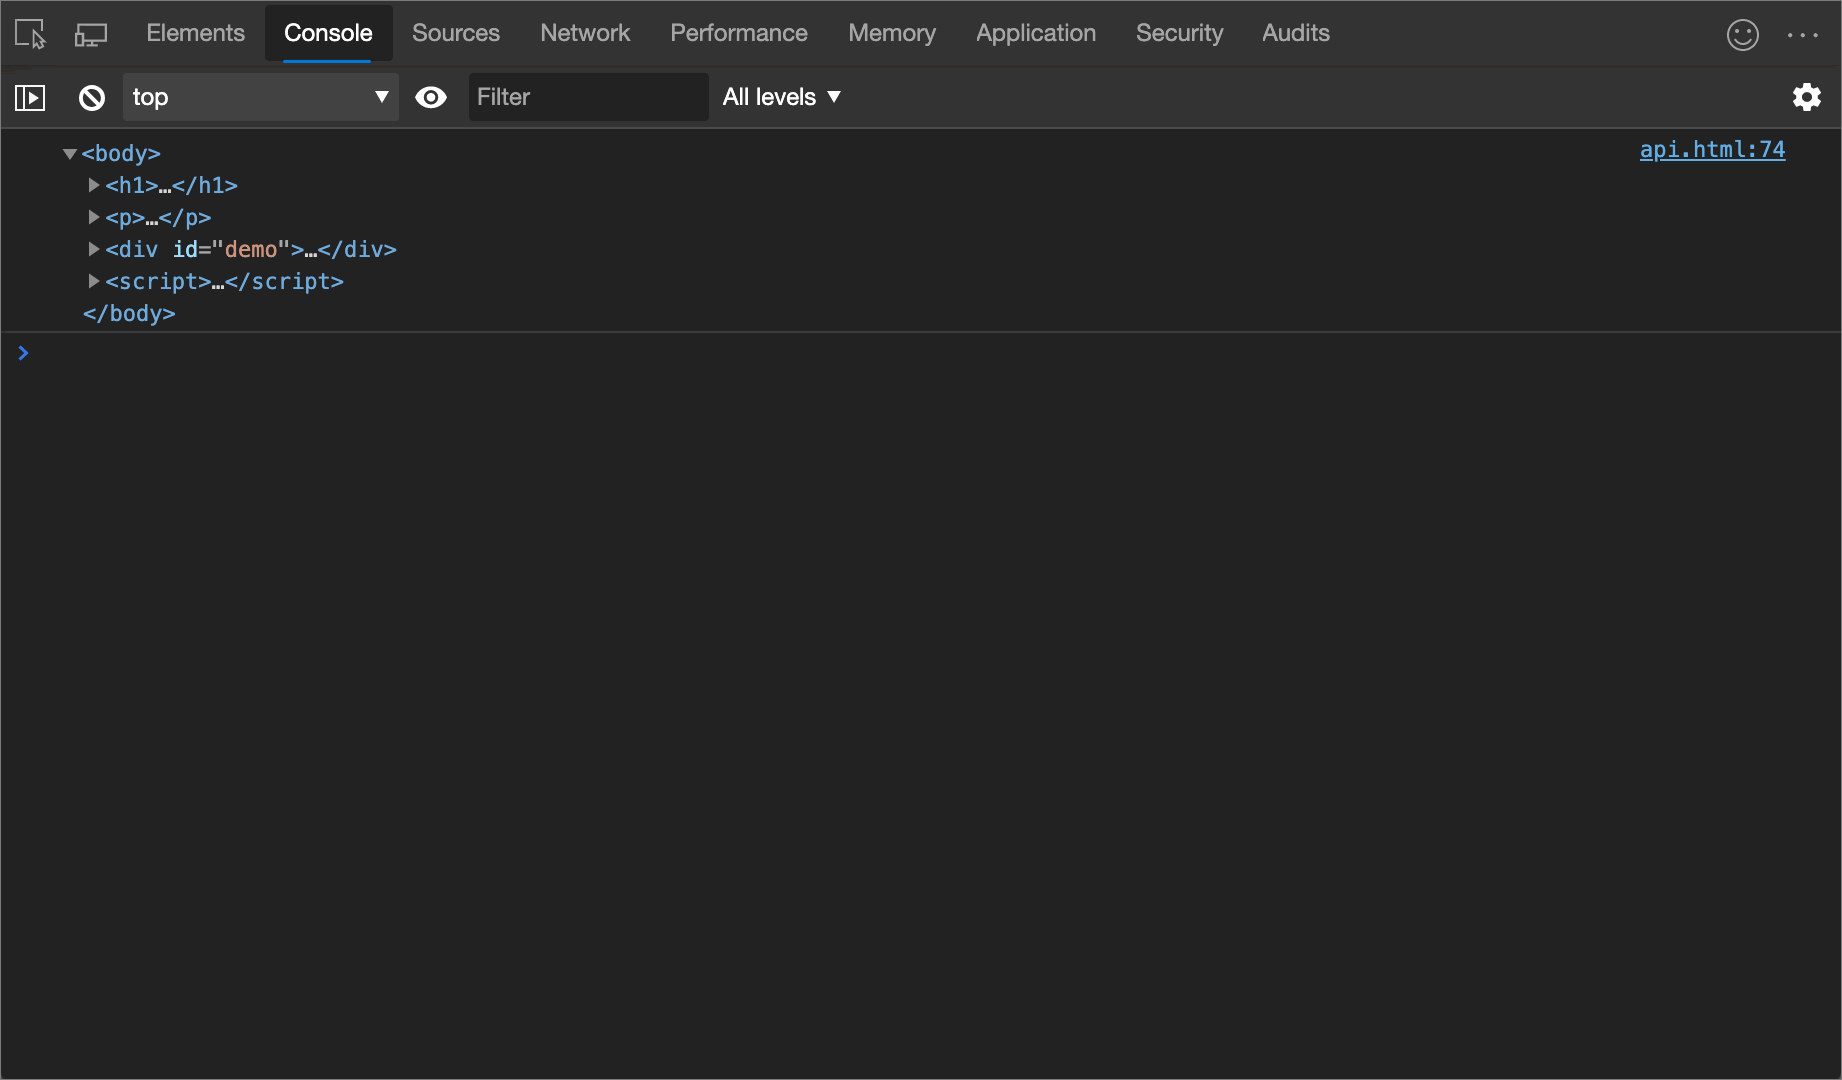 Elements Console Sources Network Performance Memory Application Security Audits
top Filter All levels
<body> api.html:74
<h1>…</h1>
<p>…</p>
<div id="demo">…</div>
<script>…</script>
</body>